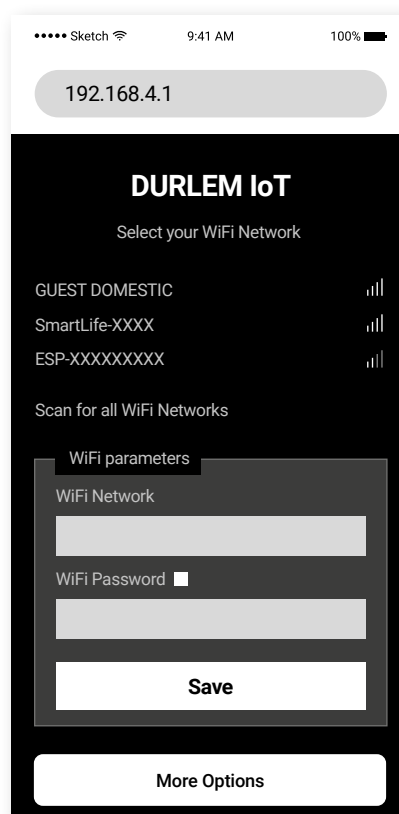 Sketch 9:41 AM 100%
192.168.4.1
DURLEM IoT
Select your WiFi Network
GUEST DOMESTIC
SmartLife-XXXX
ESP-XXXXXXXXX
Scan for all WiFi Networks
WiFi parameters
WiFi Network
WiFi Password
Save
More Options